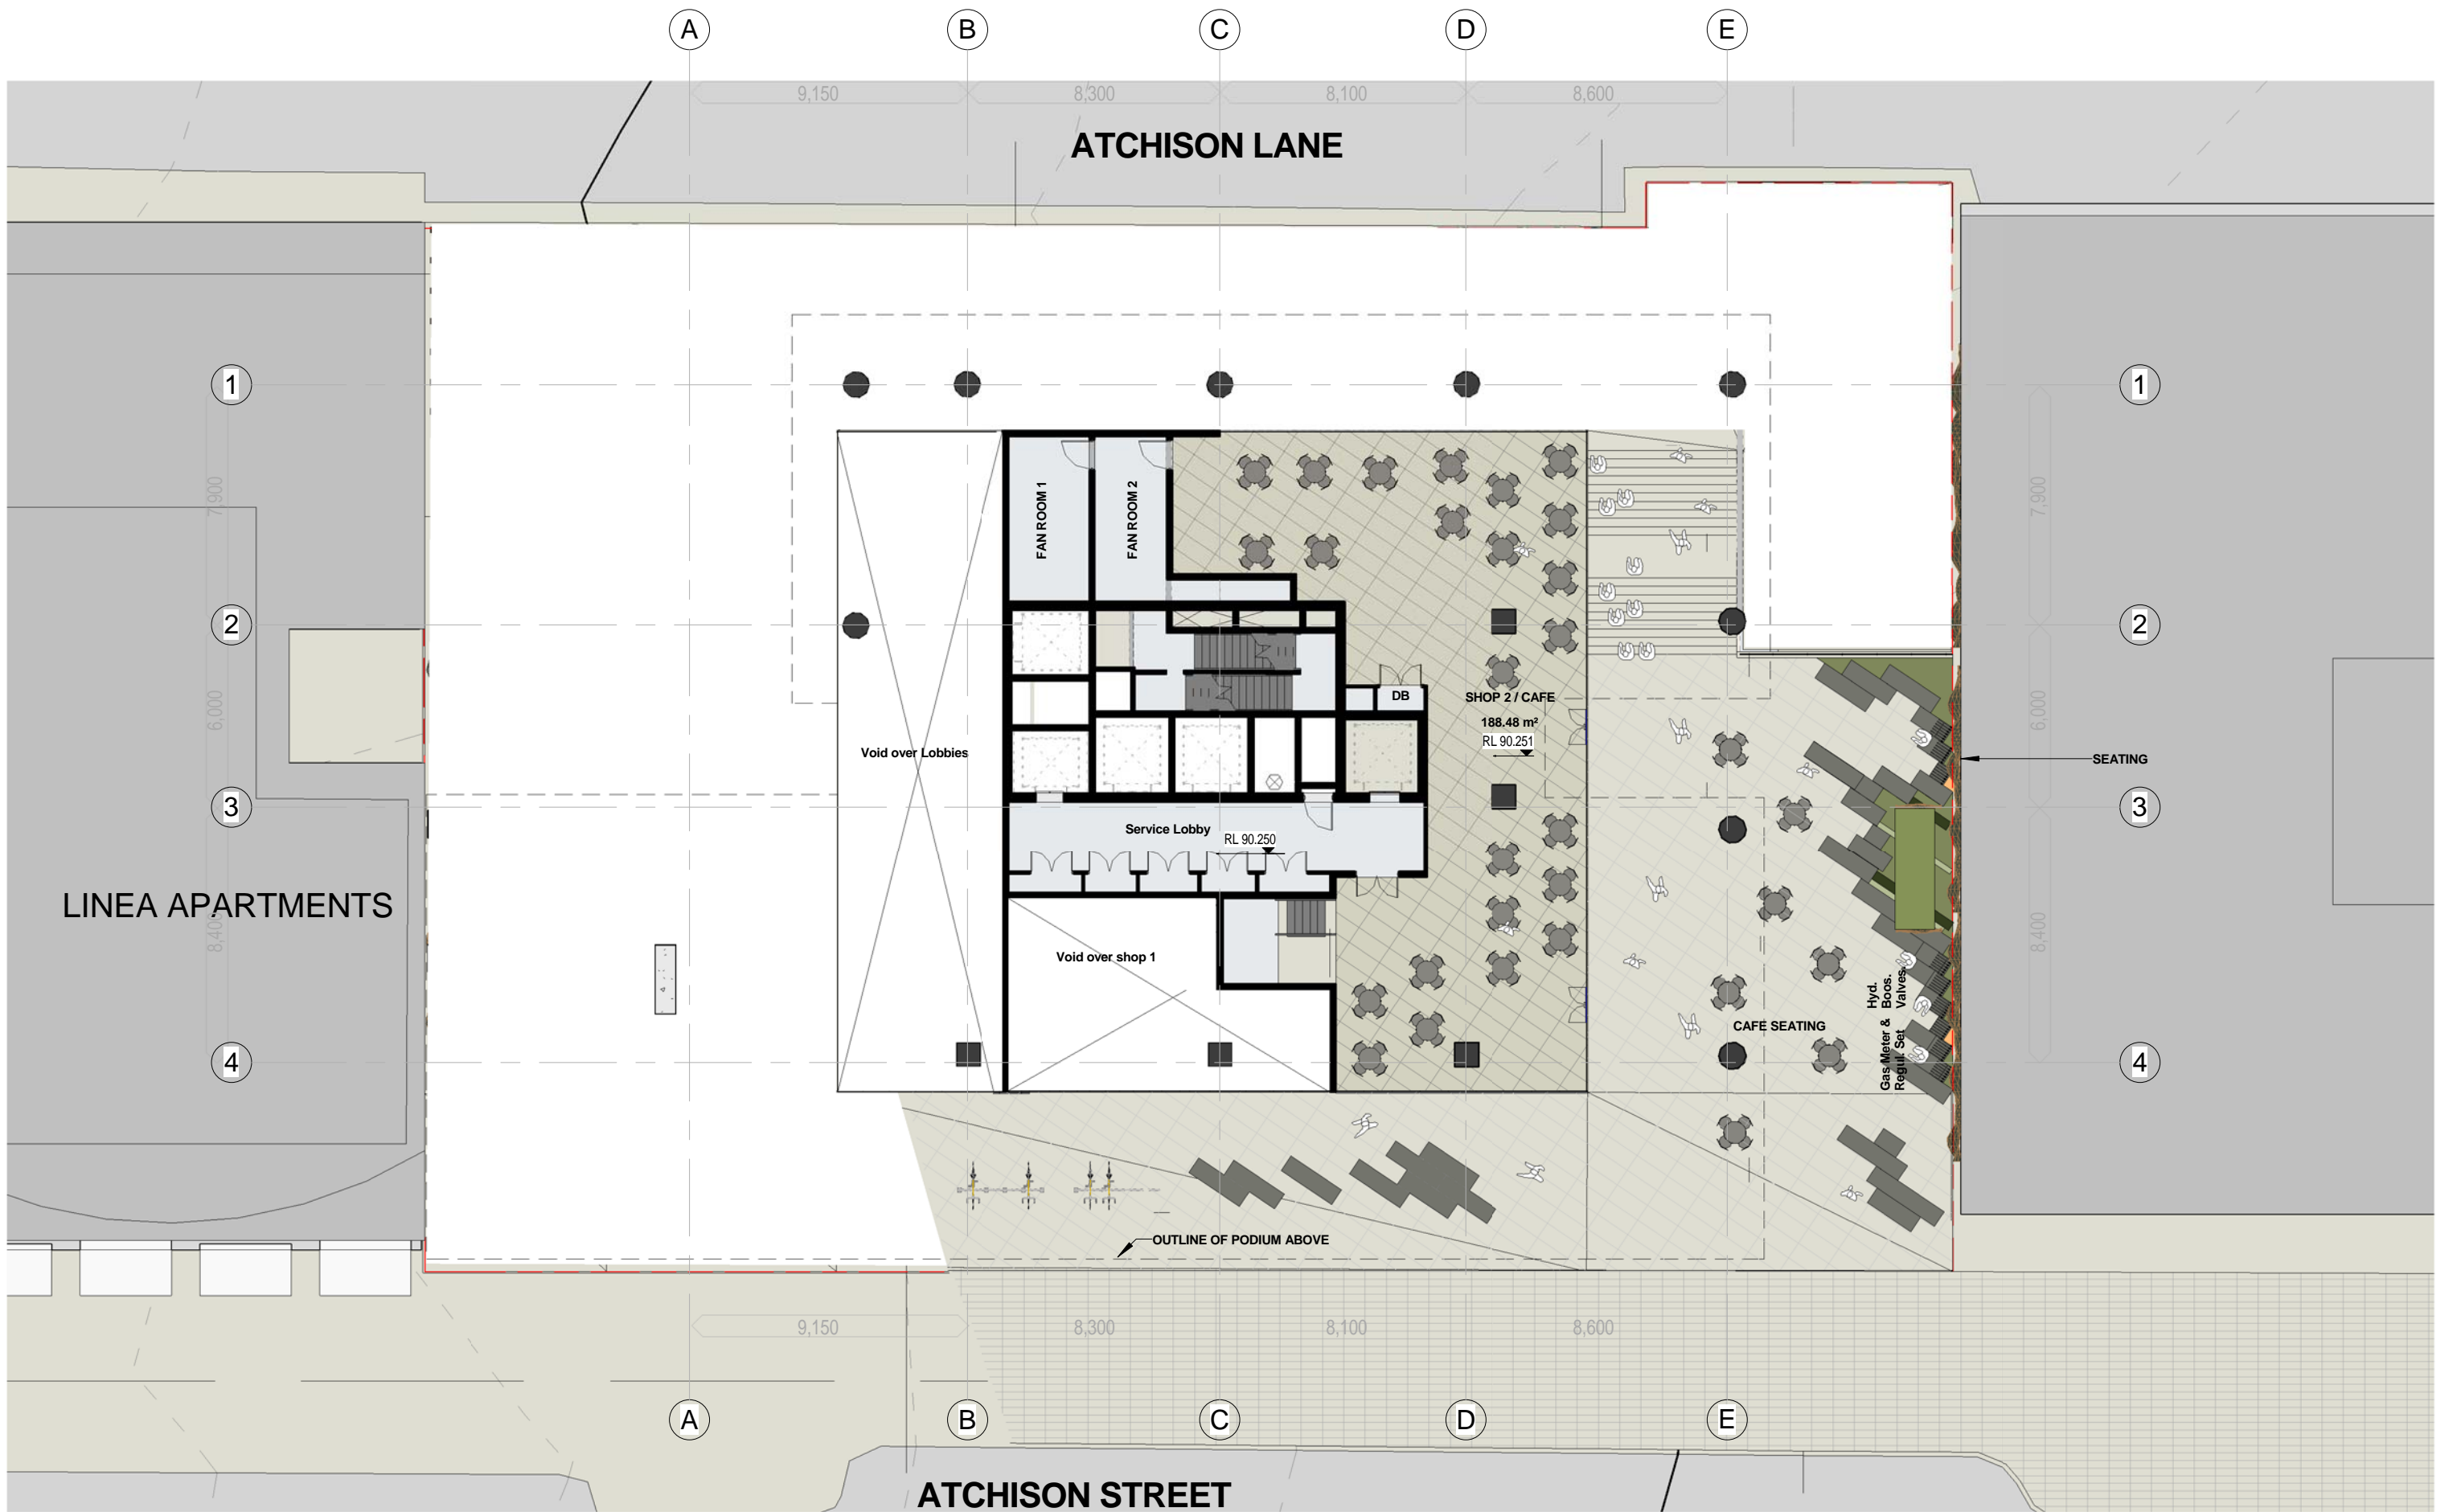 A B C D E
9,150 8,300 8,100 8,600
ATCHISON LANE
1 1
7,900 7,900
FAN ROOM 1
FAN ROOM 2
2 2
6,000 6,000
DB
SHOP 2 / CAFE
188.48 m²
RL 90.251
Void over Lobbies
SEATING
3 3
Service Lobby
RL 90.250
LINEA APARTMENTS
8,400 8,400
Void over shop 1
Hyd.
Boos.
Valves.
CAFE SEATING
Gas Meter &
Regul. Set
4 4
OUTLINE OF PODIUM ABOVE
9,150 8,300 8,100 8,600
A B C D E
ATCHISON STREET